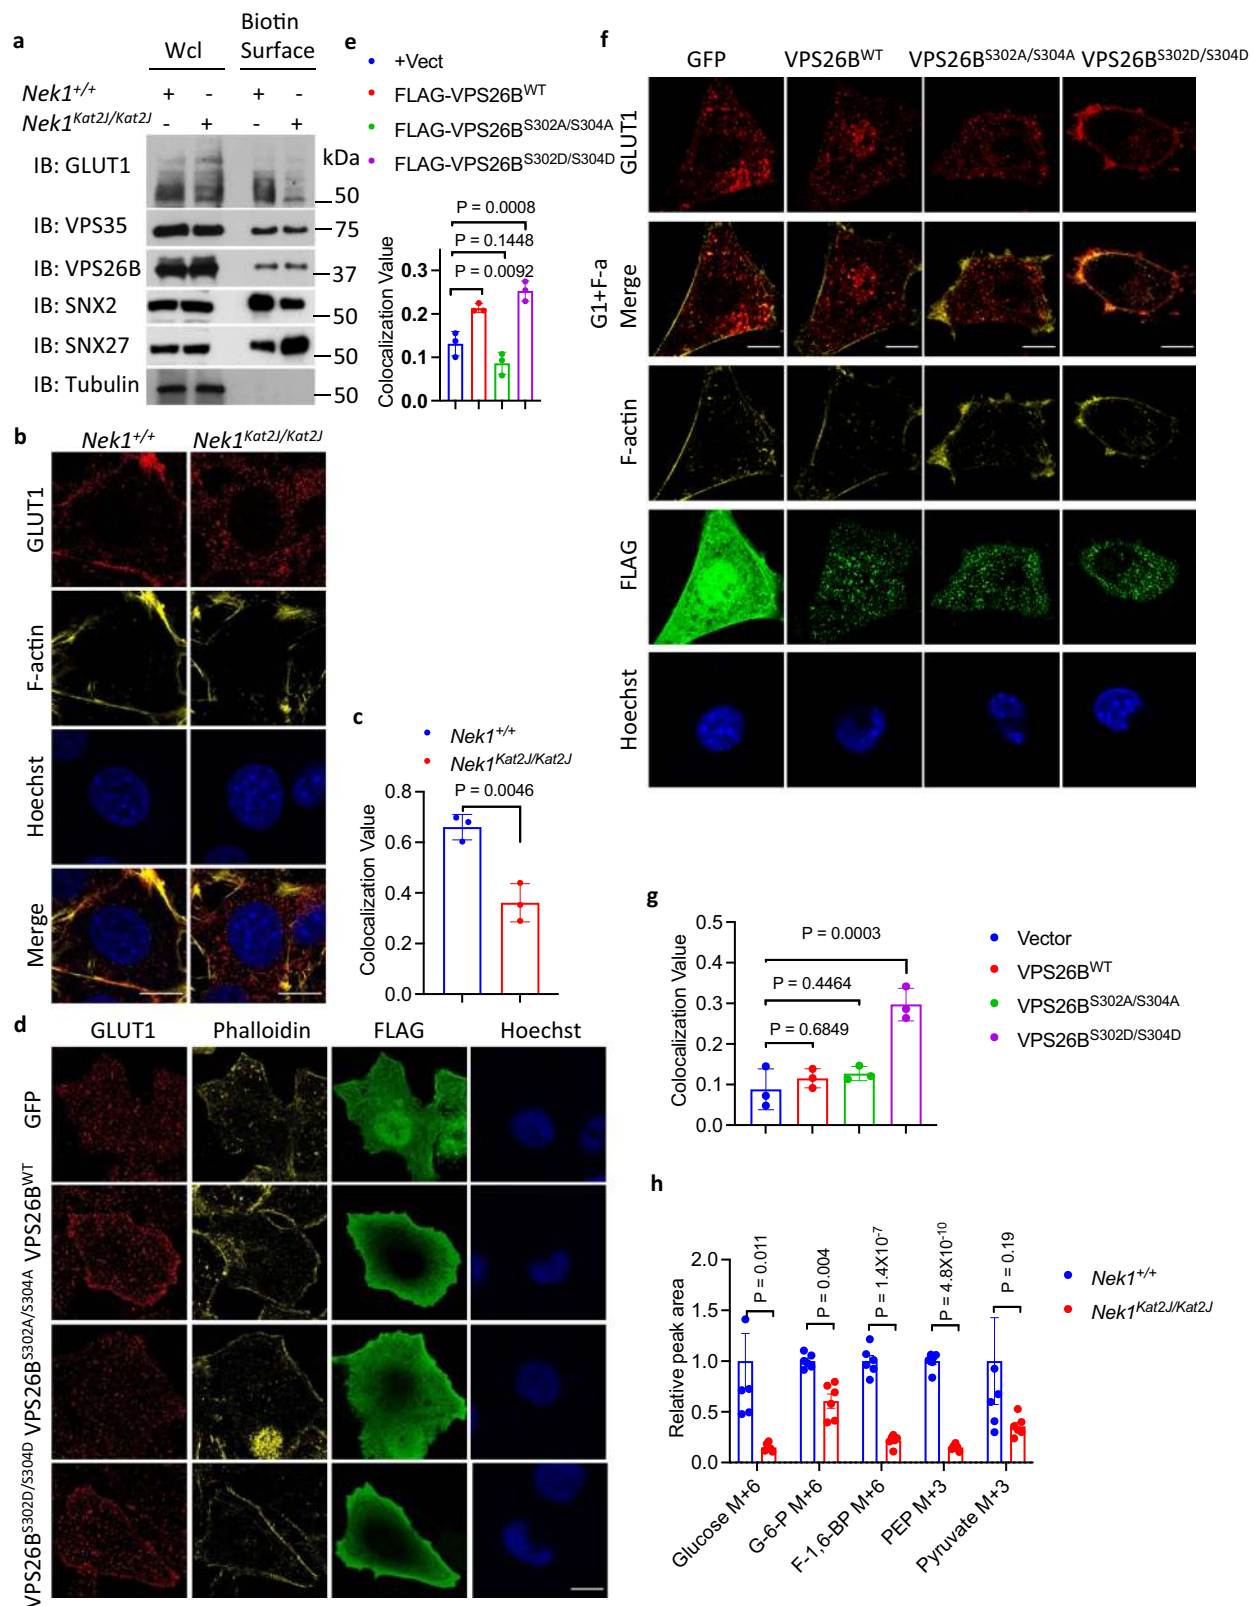 a
Wcl
Biotin
Surface
Nek1+/+
+ - + -
Nek1Kat2J/Kat2J
- + - +
kDa
IB: GLUT1
50
IB: VPS35
75
IB: VPS26B
37
IB: SNX2
50
IB: SNX27
50
IB: Tubulin
50
b
Nek1+/+ Nek1Kat2J/Kat2J
GLUT1
F-actin
Hoechst
Merge
c
Nek1+/+
Nek1Kat2J/Kat2J
P = 0.0046
Colocalization Value
0.8
0.6
0.4
0.2
0.0
d
GLUT1 Phalloidin FLAG Hoechst
GFP
VPS26BWT
VPS26BS302A/S304A
VPS26BS302D/S304D
e
+Vect
FLAG-VPS26BWT
FLAG-VPS26BS302A/S304A
FLAG-VPS26BS302D/S304D
P = 0.0008
P = 0.1448
P = 0.0092
Colocalization Value
0.3
0.2
0.1
0.0
f
GFP VPS26BWT VPS26BS302A/S304A VPS26BS302D/S304D
GLUT1
G1+F-a
Merge
F-actin
FLAG
Hoechst
g
Colocalization Value
0.5
0.4
0.3
0.2
0.1
0.0
P = 0.0003
P = 0.4464
P = 0.6849
Vector
VPS26BWT
VPS26BS302A/S304A
VPS26BS302D/S304D
h
Relative peak area
2.0
1.5
1.0
0.5
0.0
P = 0.011
P = 0.004
P = 1.4X10-7
P = 4.8X10-10
P = 0.19
Nek1+/+
Nek1Kat2J/Kat2J
Glucose M+6
G-6-P M+6
F-1,6-BP M+6
PEP M+3
Pyruvate M+3